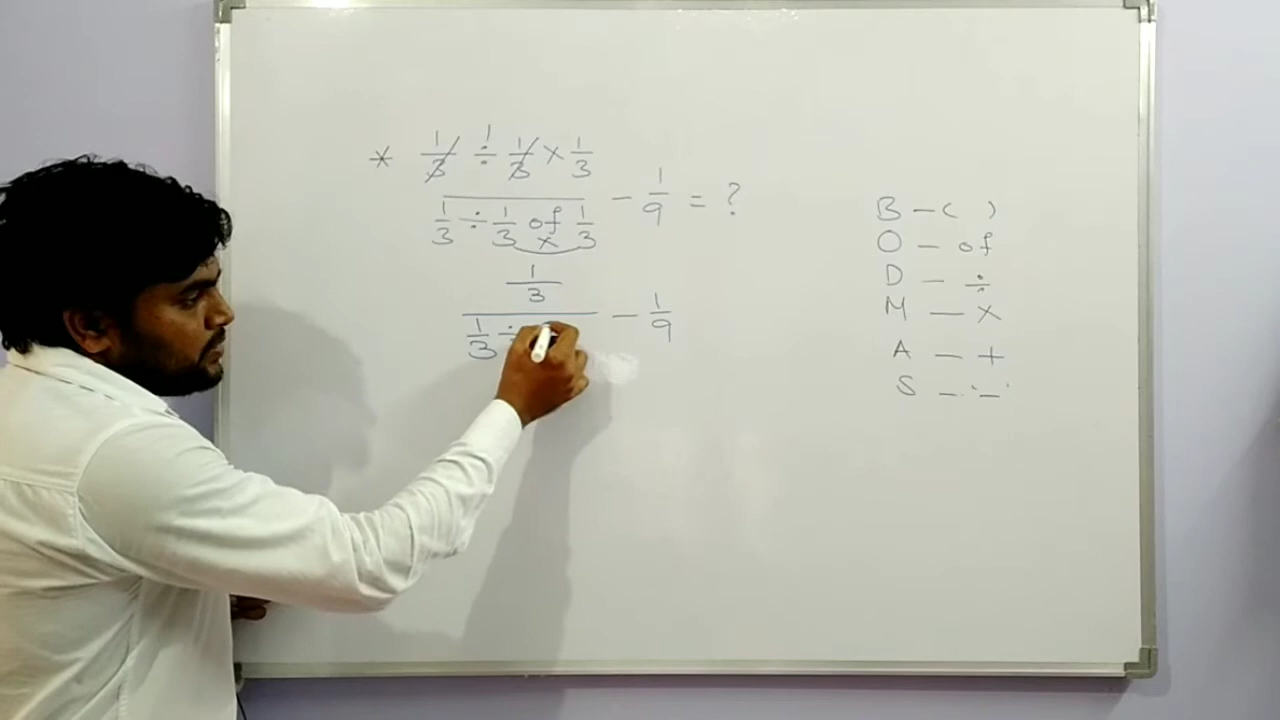 * 1/3 ÷ 1/3 × 1/3
1/3 ÷ 1/3 of 1/3 - 1/9 = ?
×
1/3
1/3 ÷ - 1/9
1
B - ( )
O - of
D - ÷
M - ×
A - +
S - '-'